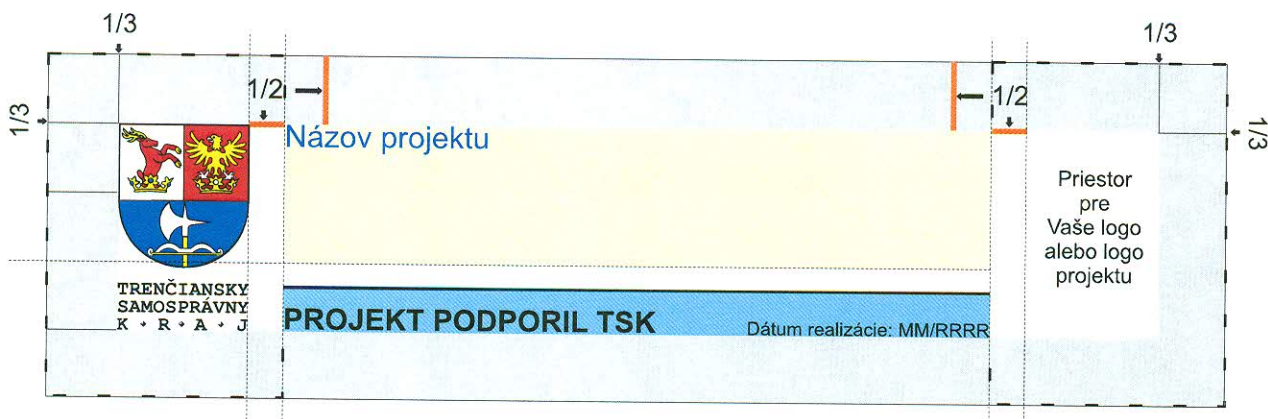 1/3
1/3
1/2
1/2
1/3
1/3
Názov projektu
Priestor
pre
Vaše logo
alebo logo
projektu
TRENČIANSKY
SAMOSPRÁVNY
K · R · A · J
PROJEKT PODPORIL TSK
Dátum realizácie: MM/RRRR